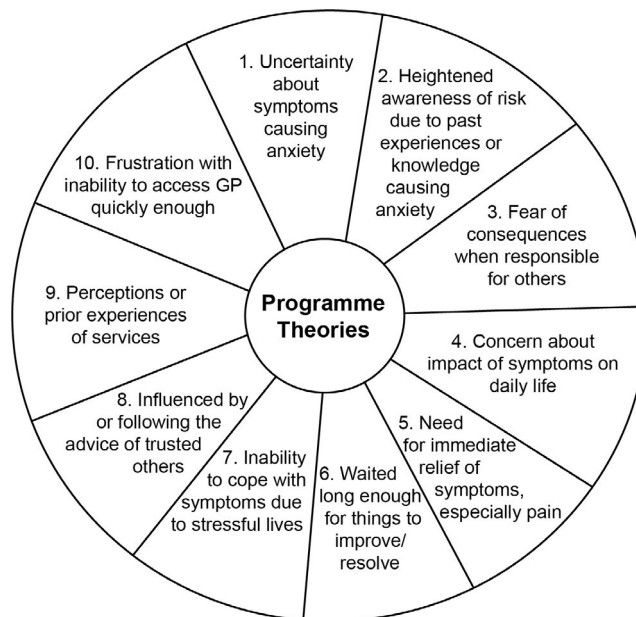 1. Uncertainty
about
symptoms
causing
anxiety
2. Heightened
awareness of risk
due to past
experiences or
knowledge
causing
anxiety
3. Fear of
consequences
when responsible
for others
4. Concern about
impact of symptoms on
daily life
5. Need
for immediate
relief of
symptoms,
especially pain
6. Waited
long enough
for things to
improve/
resolve
7. Inability
to cope with
symptoms due
to stressful lives
8. Influenced by
or following the
advice of trusted
others
9. Perceptions or
prior experiences
of services
10. Frustration with
inability to access GP
quickly enough
Programme
Theories